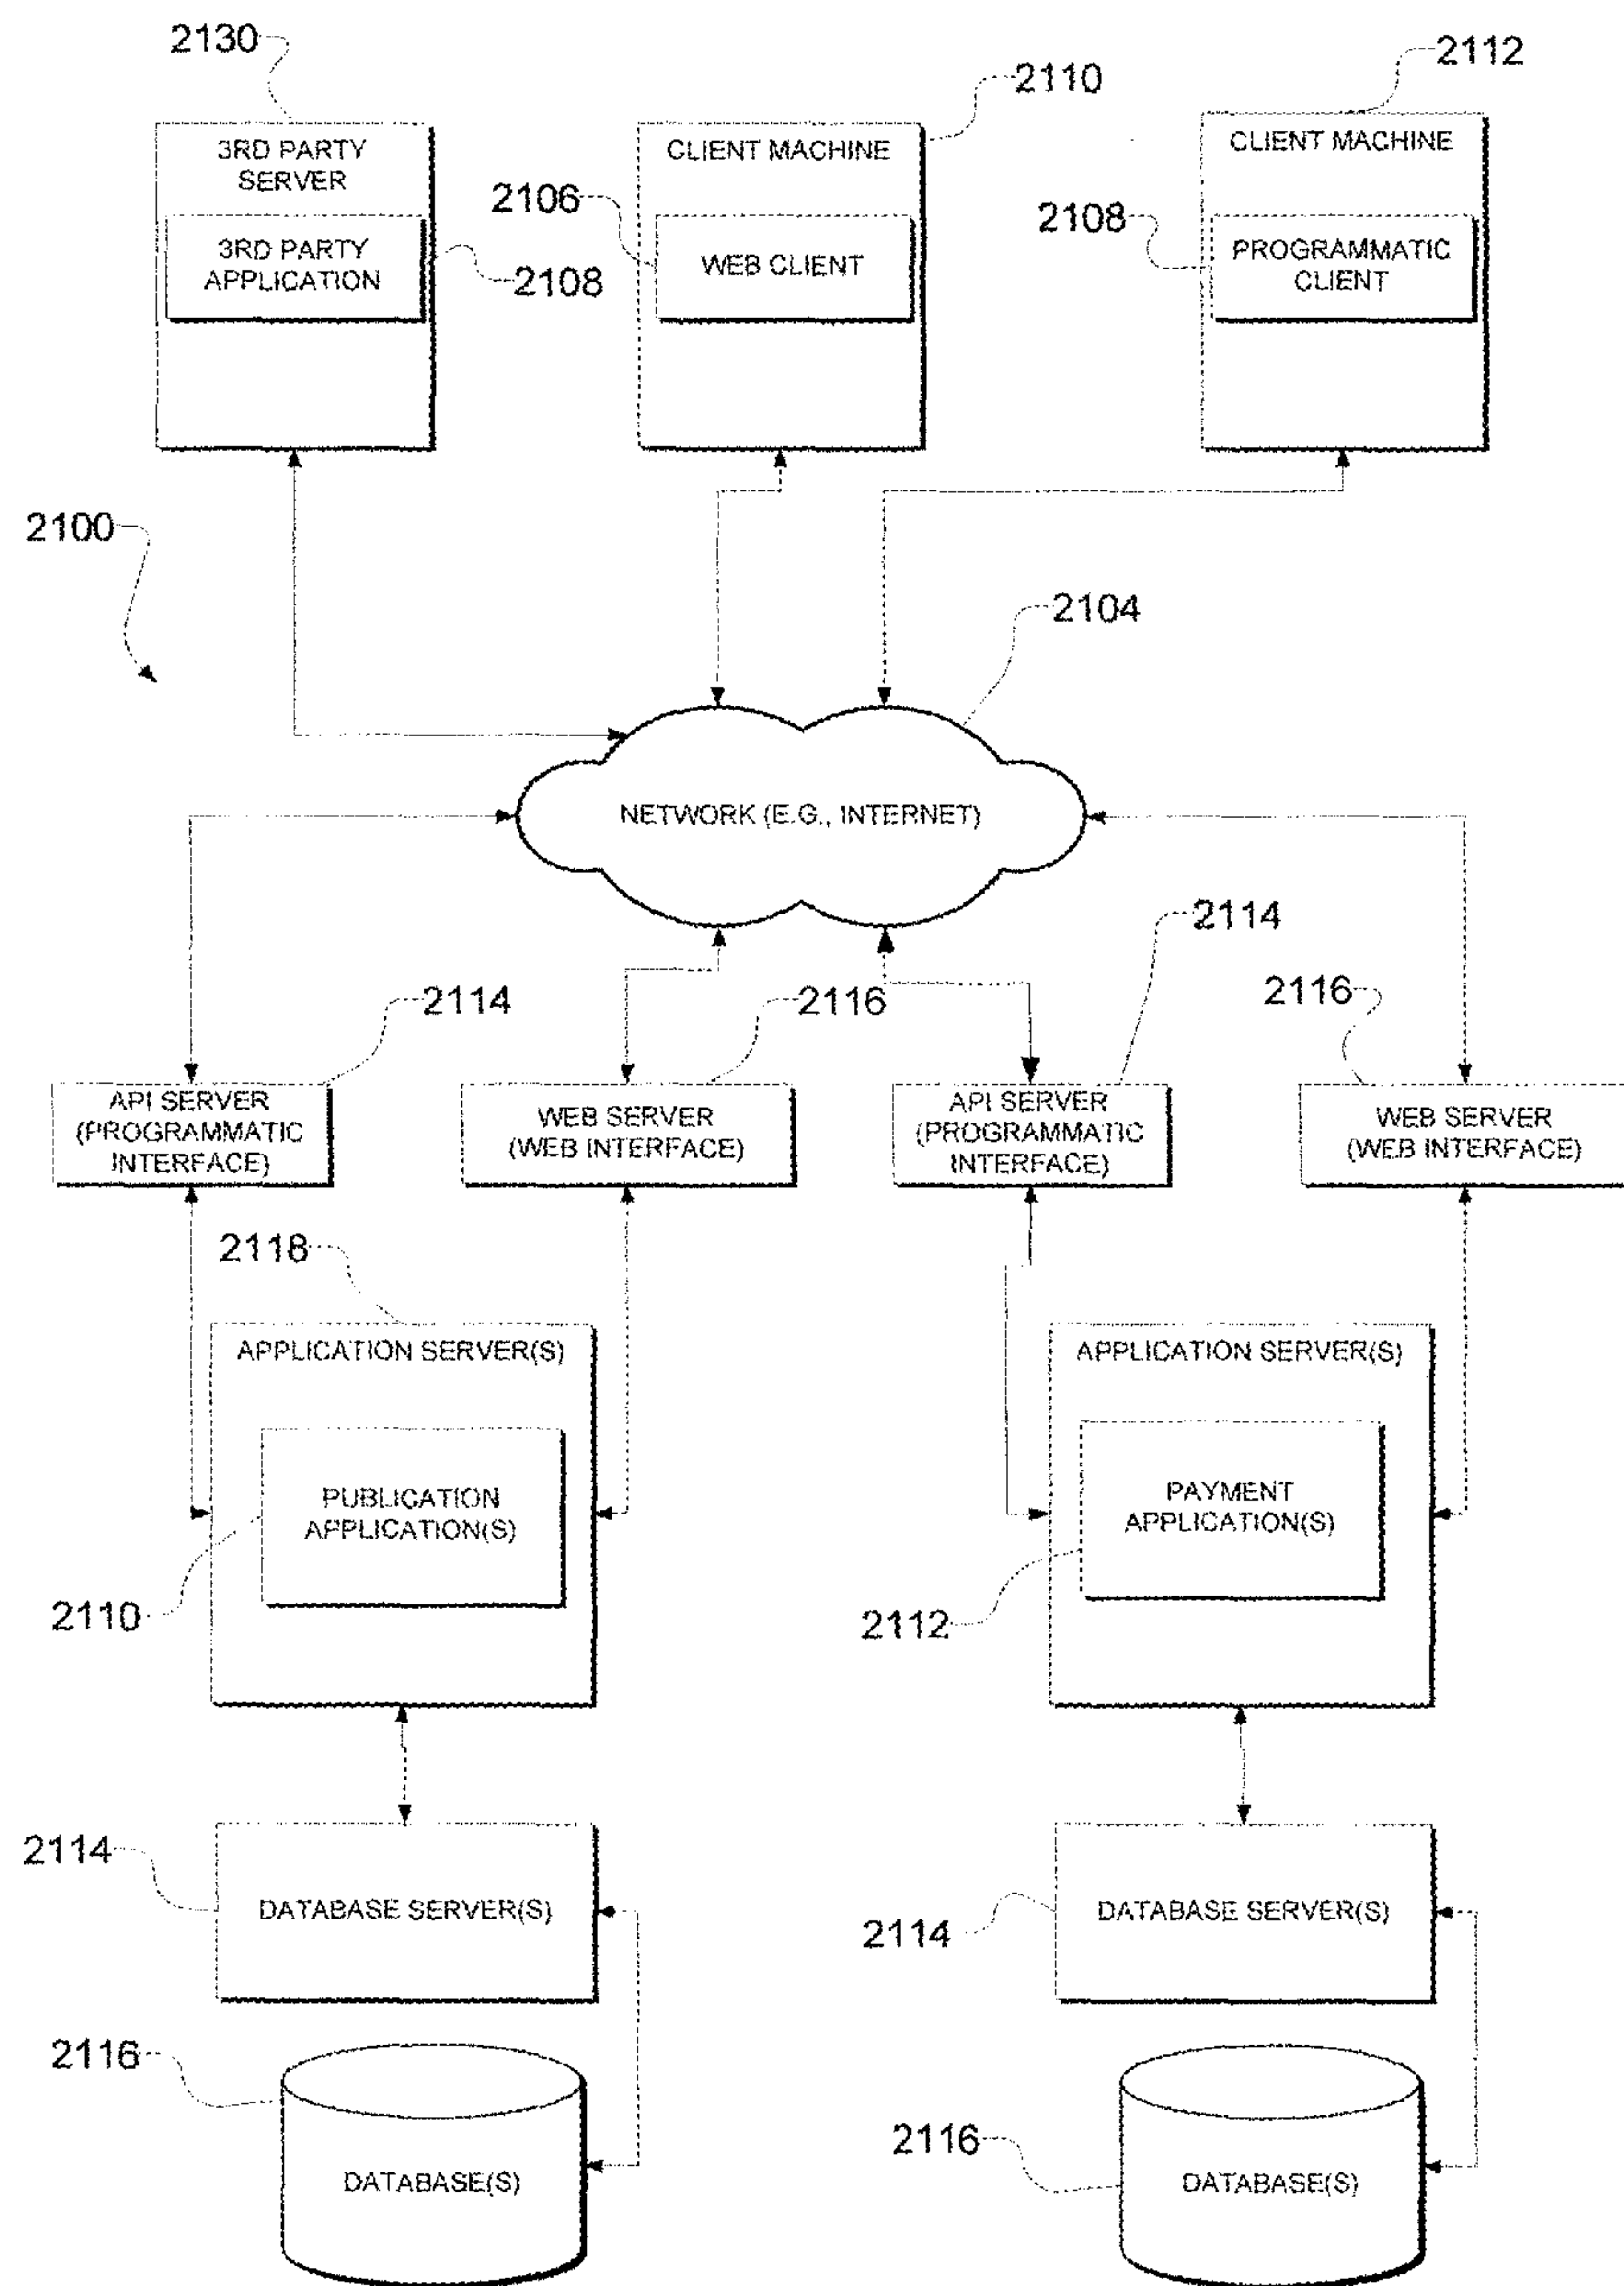 2130
2110
2112
3RD PARTY
SERVER
3RD PARTY
APPLICATION
2108
CLIENT MACHINE
2106
WEB CLIENT
CLIENT MACHINE
2108
PROGRAMMATIC
CLIENT
2100
2104
NETWORK (E.G., INTERNET)
2114
2116
2114
2116
API SERVER
(PROGRAMMATIC
INTERFACE)
WEB SERVER
(WEB INTERFACE)
API SERVER
(PROGRAMMATIC
INTERFACE)
WEB SERVER
(WEB INTERFACE)
2118
APPLICATION SERVER(S)
PUBLICATION
APPLICATION(S)
2110
APPLICATION SERVER(S)
PAYMENT
APPLICATION(S)
2112
2114
DATABASE SERVER(S)
2114
DATABASE SERVER(S)
2116
DATABASE(S)
2116
DATABASE(S)